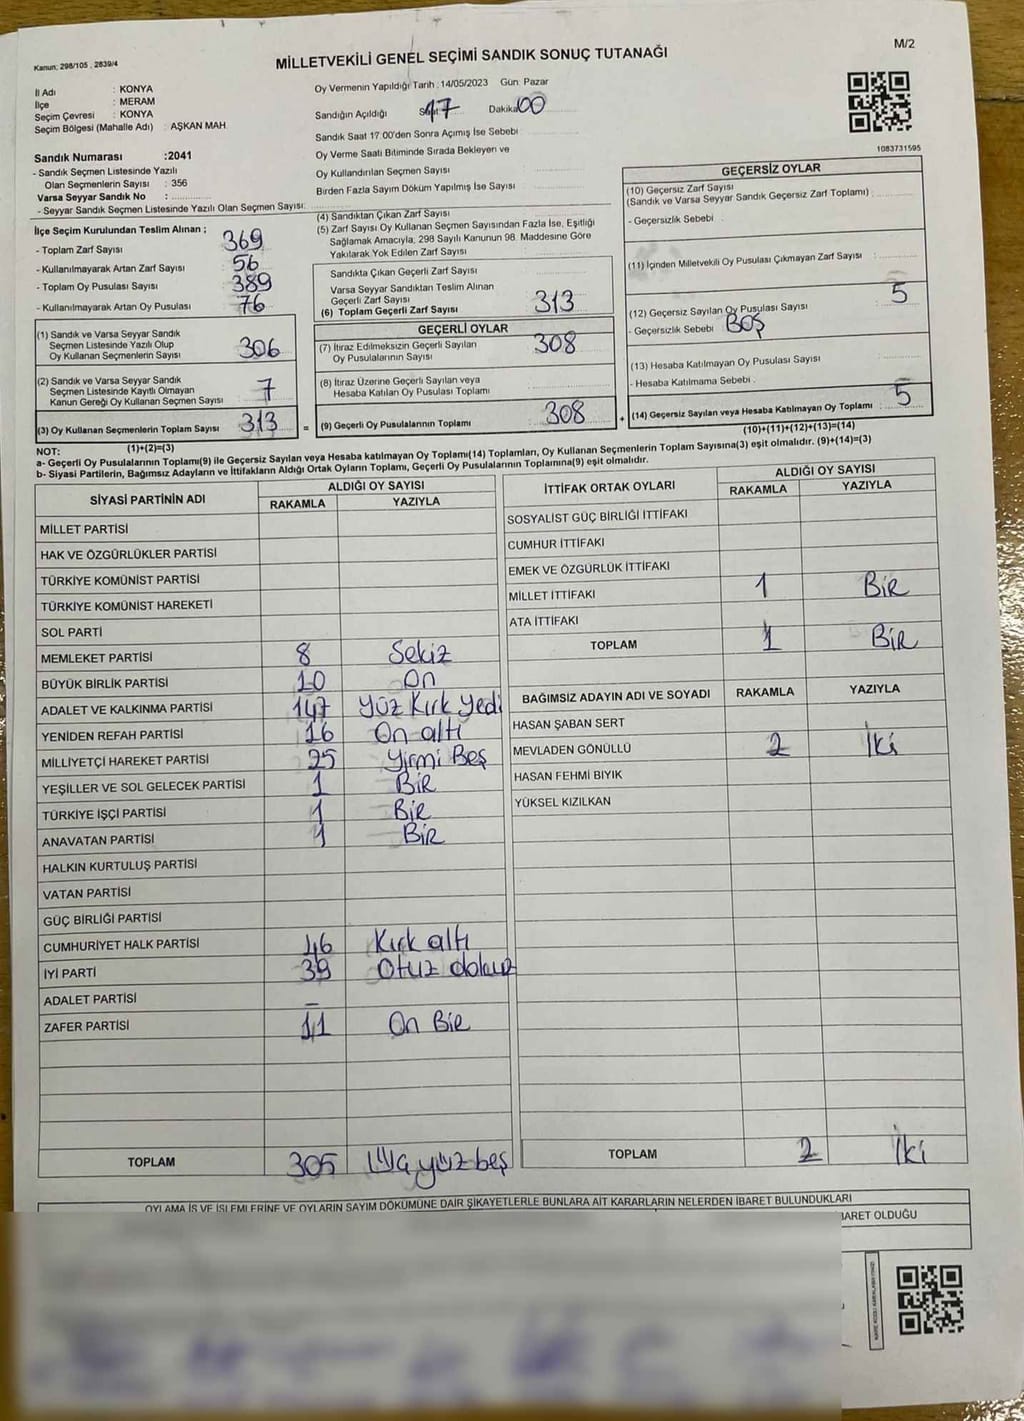 Kanun: 298/105 , 2839/4
MİLLETVEKİLİ GENEL SEÇİMİ SANDIK SONUÇ TUTANAĞI
M/2
İl Adı : KONYA
İlçe : MERAM
Seçim Çevresi : KONYA
Seçim Bölgesi (Mahalle Adı) : AŞKAN MAH.
Oy Vermenin Yapıldığı Tarih :14/05/2023 Gün: Pazar
Sandığın Açıldığı Saat 17 Dakika 00
Sandık Saat 17:00'den Sonra Açımış İse Sebebi
Oy Verme Saati Bitiminde Sırada Bekleyen ve
Oy Kullandırılan Seçmen Sayısı
Birden Fazla Sayım Döküm Yapılmış İse Sayısı
1083731595
Sandık Numarası :2041
- Sandık Seçmen Listesinde Yazılı
Olan Seçmenlerin Sayısı : 356
Varsa Seyyar Sandık No :
- Seyyar Sandık Seçmen Listesinde Yazılı Olan Seçmen Sayısı:
İlçe Seçim Kurulundan Teslim Alınan ;
- Toplam Zarf Sayısı 369
- Kullanılmayarak Artan Zarf Sayısı 56
- Toplam Oy Pusulası Sayısı 389
- Kullanılmayarak Artan Oy Pusulası 76
(1) Sandık ve Varsa Seyyar Sandık
Seçmen Listesinde Yazılı Olup
Oy Kullanan Seçmenlerin Sayısı 306
(2) Sandık ve Varsa Seyyar Sandık
Seçmen Listesinde Kayıtlı Olmayan
Kanun Gereği Oy Kullanan Seçmen Sayısı 7
(3) Oy Kullanan Seçmenlerin Toplam Sayısı 313
(1)+(2)=(3)
(4) Sandıktan Çıkan Zarf Sayısı
(5) Zarf Sayısı Oy Kullanan Seçmen Sayısından Fazla İse, Eşitliği
Sağlamak Amacıyla, 298 Sayılı Kanunun 98. Maddesine Göre
Yakılarak Yok Edilen Zarf Sayısı
Sandıkta Çıkan Geçerli Zarf Sayısı
Varsa Seyyar Sandıktan Teslim Alınan
Geçerli Zarf Sayısı
(6) Toplam Geçerli Zarf Sayısı 313
GEÇERLİ OYLAR
(7) İtiraz Edilmeksizin Geçerli Sayılan
Oy Pusulalarının Sayısı 308
(8) İtiraz Üzerine Geçerli Sayılan veya
Hesaba Katılan Oy Pusulası Toplamı
= (9) Geçerli Oy Pusulalarının Toplamı 308 +
GEÇERSİZ OYLAR
(10) Geçersiz Zarf Sayısı
(Sandık ve Varsa Seyyar Sandık Geçersiz Zarf Toplamı)
- Geçersizlik Sebebi
(11) İçinden Milletvekili Oy Pusulası Çıkmayan Zarf Sayısı :
(12) Geçersiz Sayılan Oy Pusulası Sayısı : 5
- Geçersizlik Sebebi BOŞ
(13) Hesaba Katılmayan Oy Pusulası Sayısı
- Hesaba Katılmama Sebebi
(14) Geçersiz Sayılan veya Hesaba Katılmayan Oy Toplamı : 5
(10)+(11)+(12)+(13)=(14)
NOT:
a- Geçerli Oy Pusulalarının Toplamı(9) ile Geçersiz Sayılan veya Hesaba katılmayan Oy Toplamı(14) Toplamları, Oy Kullanan Seçmenlerin Toplam Sayısına(3) eşit olmalıdır. (9)+(14)=(3)
b- Siyasi Partilerin, Bağımsız Adayların ve İttifakların Aldığı Ortak Oyların Toplamı, Geçerli Oy Pusulalarının Toplamına(9) eşit olmalıdır.
SİYASİ PARTİNİN ADI ALDIĞI OY SAYISI
RAKAMLA YAZIYLA
MİLLET PARTİSİ
HAK VE ÖZGÜRLÜKLER PARTİSİ
TÜRKİYE KOMÜNİST PARTİSİ
TÜRKİYE KOMÜNİST HAREKETİ
SOL PARTİ
MEMLEKET PARTİSİ 8 Sekiz
BÜYÜK BİRLİK PARTİSİ 10 On
ADALET VE KALKINMA PARTİSİ 147 Yüz Kırk Yedi
YENİDEN REFAH PARTİSİ 16 On altı
MİLLİYETÇİ HAREKET PARTİSİ 25 Yirmi Beş
YEŞİLLER VE SOL GELECEK PARTİSİ 1 BİR
TÜRKİYE İŞÇİ PARTİSİ 1 BİR
ANAVATAN PARTİSİ 1 BİR
HALKIN KURTULUŞ PARTİSİ
VATAN PARTİSİ
GÜÇ BİRLİĞİ PARTİSİ
CUMHURİYET HALK PARTİSİ 46 Kırk altı
İYİ PARTİ 39 Otuz dokuz
ADALET PARTİSİ –
ZAFER PARTİSİ 11 On Bir
TOPLAM 305 Üç yüz beş
İTTİFAK ORTAK OYLARI ALDIĞI OY SAYISI
RAKAMLA YAZIYLA
SOSYALİST GÜÇ BİRLİĞİ İTTİFAKI
CUMHUR İTTİFAKI
EMEK VE ÖZGÜRLÜK İTTİFAKI
MİLLET İTTİFAKI 1 BİR
ATA İTTİFAKI
TOPLAM 1 BİR
BAĞIMSIZ ADAYIN ADI VE SOYADI RAKAMLA YAZIYLA
HASAN ŞABAN SERT
MEVLADEN GÖNÜLLÜ 2 İki
HASAN FEHMİ BIYIK
YÜKSEL KIZILKAN
TOPLAM 2 İki
OYLAMA İŞ VE İŞLEMLERİNE VE OYLARIN SAYIM DÖKÜMÜNE DAİR ŞİKAYETLERLE BUNLARA AİT KARARLARIN NELERDEN İBARET BULUNDUKLARI
BARET OLDUĞU